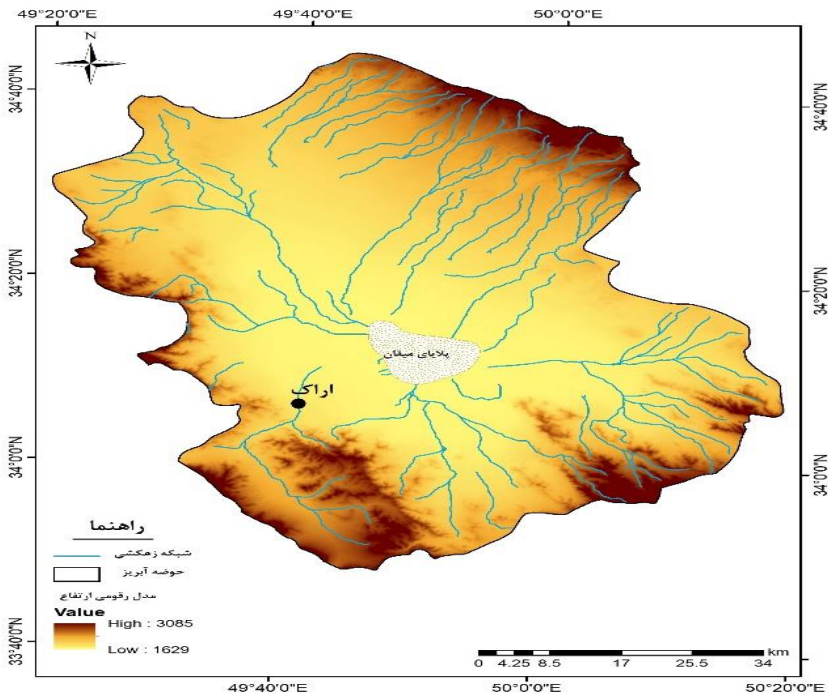 49°20'0"E 49°40'0"E 50°0'0"E
N
34°40'0"N
34°40'0"N
34°20'0"N
34°20'0"N
پلایای میقان
اراک
34°0'0"N
34°0'0"N
راهنما
شبکه زهکشی
حوضه آبریز
مدل رقومی ارتفاع
Value
High : 3085
Low : 1629
33°40'0"N
km
0 4.25 8.5 17 25.5 34
49°40'0"E 50°0'0"E 50°20'0"E